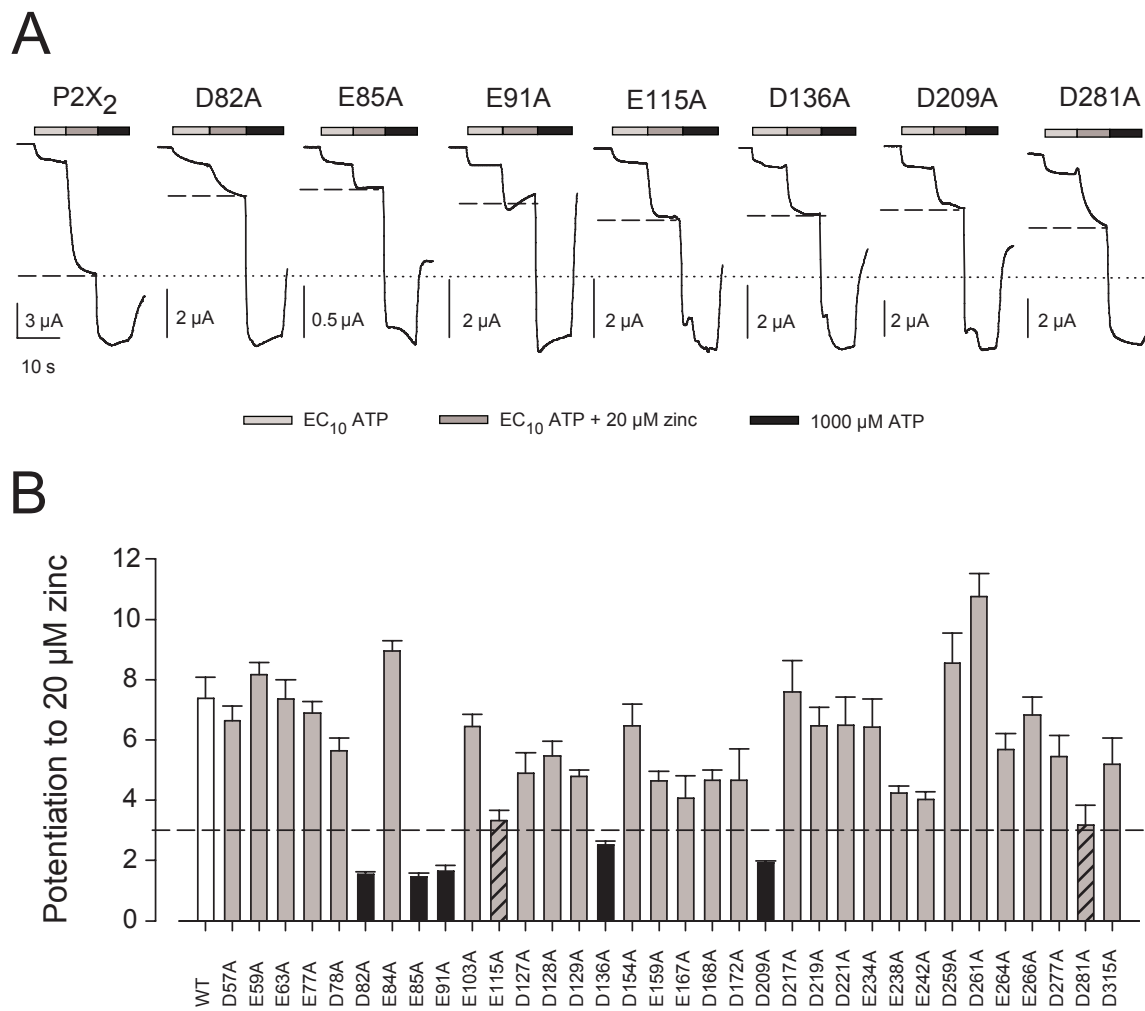 A
P2X2 D82A E85A E91A E115A D136A D209A D281A
3 µA 2 µA 0.5 µA 2 µA 2 µA 2 µA 2 µA 2 µA
10 s
EC10 ATP EC10 ATP + 20 µM zinc 1000 µM ATP
B
Potentiation to 20 µM zinc
12
10
8
6
4
2
0
WT D57A E59A E63A E77A D78A D82A E84A E85A E91A E103A E115A D127A D128A D129A D136A D154A E159A E167A D168A D172A D209A D217A D219A D221A E234A E238A E242A D259A D261A E264A E266A D277A D281A D315A